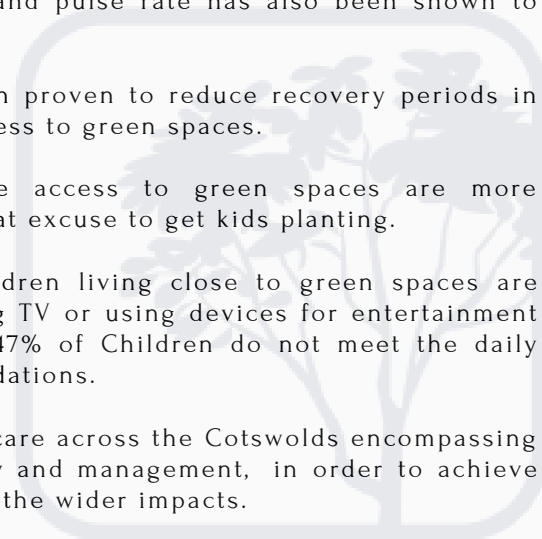 and pulse rate has also been shown to
n proven to reduce recovery periods in
ess to green spaces.
e access to green spaces are more
at excuse to get kids planting.
dren living close to green spaces are
g TV or using devices for entertainment
47% of Children do not meet the daily
dations.
care across the Cotswolds encompassing
y and management, in order to achieve
the wider impacts.